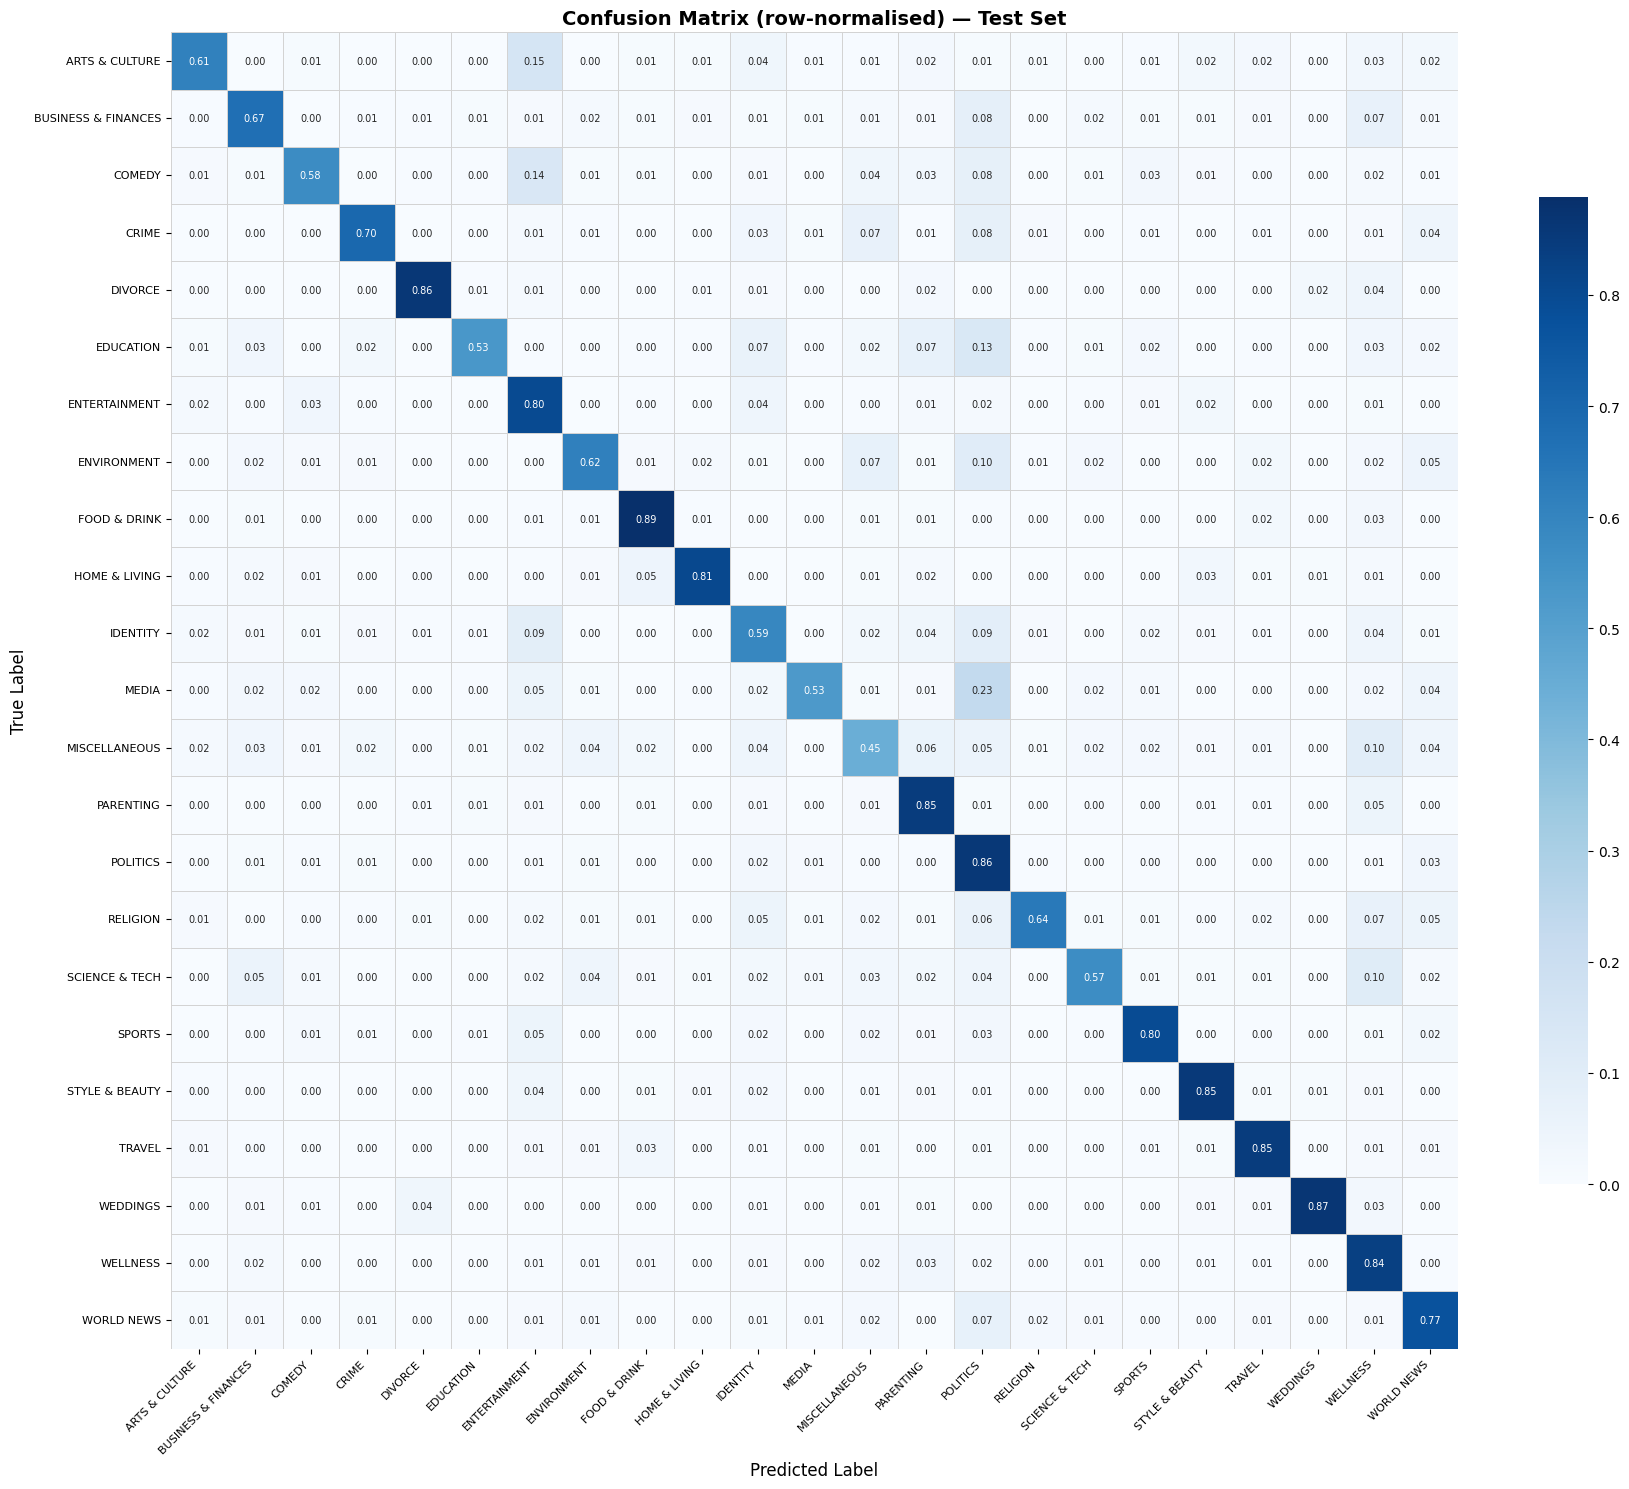 Confusion Matrix (row-normalised) — Test Set
True Label
ARTS & CULTURE 0.61 0.00 0.01 0.00 0.00 0.00 0.15 0.00 0.01 0.01 0.04 0.01 0.01 0.02 0.01 0.01 0.00 0.01 0.02 0.02 0.00 0.03 0.02
BUSINESS & FINANCES 0.00 0.67 0.00 0.01 0.01 0.01 0.01 0.02 0.01 0.01 0.01 0.01 0.01 0.01 0.08 0.00 0.02 0.01 0.01 0.01 0.00 0.07 0.01
COMEDY 0.01 0.01 0.58 0.00 0.00 0.00 0.14 0.01 0.01 0.00 0.01 0.00 0.04 0.03 0.08 0.00 0.01 0.03 0.01 0.00 0.00 0.02 0.01
CRIME 0.00 0.00 0.00 0.70 0.00 0.00 0.01 0.01 0.00 0.00 0.03 0.01 0.07 0.01 0.08 0.01 0.00 0.01 0.00 0.01 0.00 0.01 0.04
DIVORCE 0.00 0.00 0.00 0.00 0.86 0.01 0.01 0.00 0.00 0.01 0.01 0.00 0.00 0.02 0.00 0.00 0.00 0.00 0.00 0.00 0.02 0.04 0.00
EDUCATION 0.01 0.03 0.00 0.02 0.00 0.53 0.00 0.00 0.00 0.00 0.07 0.00 0.02 0.07 0.13 0.00 0.01 0.02 0.00 0.00 0.00 0.03 0.02
ENTERTAINMENT 0.02 0.00 0.03 0.00 0.00 0.00 0.80 0.00 0.00 0.00 0.04 0.00 0.00 0.01 0.02 0.00 0.00 0.01 0.02 0.00 0.00 0.01 0.00
ENVIRONMENT 0.00 0.02 0.01 0.01 0.00 0.00 0.00 0.62 0.01 0.02 0.01 0.00 0.07 0.01 0.10 0.01 0.02 0.00 0.00 0.02 0.00 0.02 0.05
FOOD & DRINK 0.00 0.01 0.00 0.00 0.00 0.00 0.01 0.01 0.89 0.01 0.00 0.00 0.01 0.01 0.00 0.00 0.00 0.00 0.00 0.02 0.00 0.03 0.00
HOME & LIVING 0.00 0.02 0.01 0.00 0.00 0.00 0.00 0.01 0.05 0.81 0.00 0.00 0.01 0.02 0.00 0.00 0.00 0.00 0.03 0.01 0.01 0.01 0.00
IDENTITY 0.02 0.01 0.01 0.01 0.01 0.01 0.09 0.00 0.00 0.00 0.59 0.00 0.02 0.04 0.09 0.01 0.00 0.02 0.01 0.01 0.00 0.04 0.01
MEDIA 0.00 0.02 0.02 0.00 0.00 0.00 0.05 0.01 0.00 0.00 0.02 0.53 0.01 0.01 0.23 0.00 0.02 0.01 0.00 0.00 0.00 0.02 0.04
MISCELLANEOUS 0.02 0.03 0.01 0.02 0.00 0.01 0.02 0.04 0.02 0.00 0.04 0.00 0.45 0.06 0.05 0.01 0.02 0.02 0.01 0.01 0.00 0.10 0.04
PARENTING 0.00 0.00 0.00 0.00 0.01 0.01 0.01 0.00 0.01 0.00 0.01 0.00 0.01 0.85 0.01 0.00 0.00 0.00 0.01 0.01 0.00 0.05 0.00
POLITICS 0.00 0.01 0.01 0.01 0.00 0.00 0.01 0.01 0.00 0.00 0.02 0.01 0.00 0.00 0.86 0.00 0.00 0.00 0.00 0.00 0.00 0.01 0.03
RELIGION 0.01 0.00 0.00 0.00 0.01 0.00 0.02 0.01 0.01 0.00 0.05 0.01 0.02 0.01 0.06 0.64 0.01 0.01 0.00 0.02 0.00 0.07 0.05
SCIENCE & TECH 0.00 0.05 0.01 0.00 0.00 0.00 0.02 0.04 0.01 0.01 0.02 0.01 0.03 0.02 0.04 0.00 0.57 0.01 0.01 0.01 0.00 0.10 0.02
SPORTS 0.00 0.00 0.01 0.01 0.00 0.01 0.05 0.00 0.00 0.00 0.02 0.00 0.02 0.01 0.03 0.00 0.00 0.80 0.00 0.00 0.00 0.01 0.02
STYLE & BEAUTY 0.00 0.00 0.00 0.00 0.00 0.00 0.04 0.00 0.01 0.01 0.02 0.00 0.01 0.01 0.01 0.00 0.00 0.00 0.85 0.01 0.01 0.01 0.00
TRAVEL 0.01 0.00 0.00 0.00 0.00 0.00 0.01 0.01 0.03 0.00 0.01 0.00 0.01 0.00 0.01 0.00 0.00 0.01 0.01 0.85 0.00 0.01 0.01
WEDDINGS 0.00 0.01 0.01 0.00 0.04 0.00 0.00 0.00 0.00 0.00 0.01 0.00 0.01 0.01 0.00 0.00 0.00 0.00 0.01 0.01 0.87 0.03 0.00
WELLNESS 0.00 0.02 0.00 0.00 0.00 0.00 0.01 0.01 0.01 0.00 0.01 0.00 0.02 0.03 0.02 0.00 0.01 0.01 0.01 0.01 0.00 0.84 0.00
WORLD NEWS 0.01 0.01 0.00 0.01 0.00 0.00 0.01 0.01 0.00 0.00 0.01 0.01 0.02 0.00 0.07 0.02 0.01 0.00 0.00 0.01 0.00 0.01 0.77
ARTS & CULTURE
BUSINESS & FINANCES
COMEDY
CRIME
DIVORCE
EDUCATION
ENTERTAINMENT
ENVIRONMENT
FOOD & DRINK
HOME & LIVING
IDENTITY
MEDIA
MISCELLANEOUS
PARENTING
POLITICS
RELIGION
SCIENCE & TECH
SPORTS
STYLE & BEAUTY
TRAVEL
WEDDINGS
WELLNESS
WORLD NEWS
Predicted Label
0.8
0.7
0.6
0.5
0.4
0.3
0.2
0.1
0.0